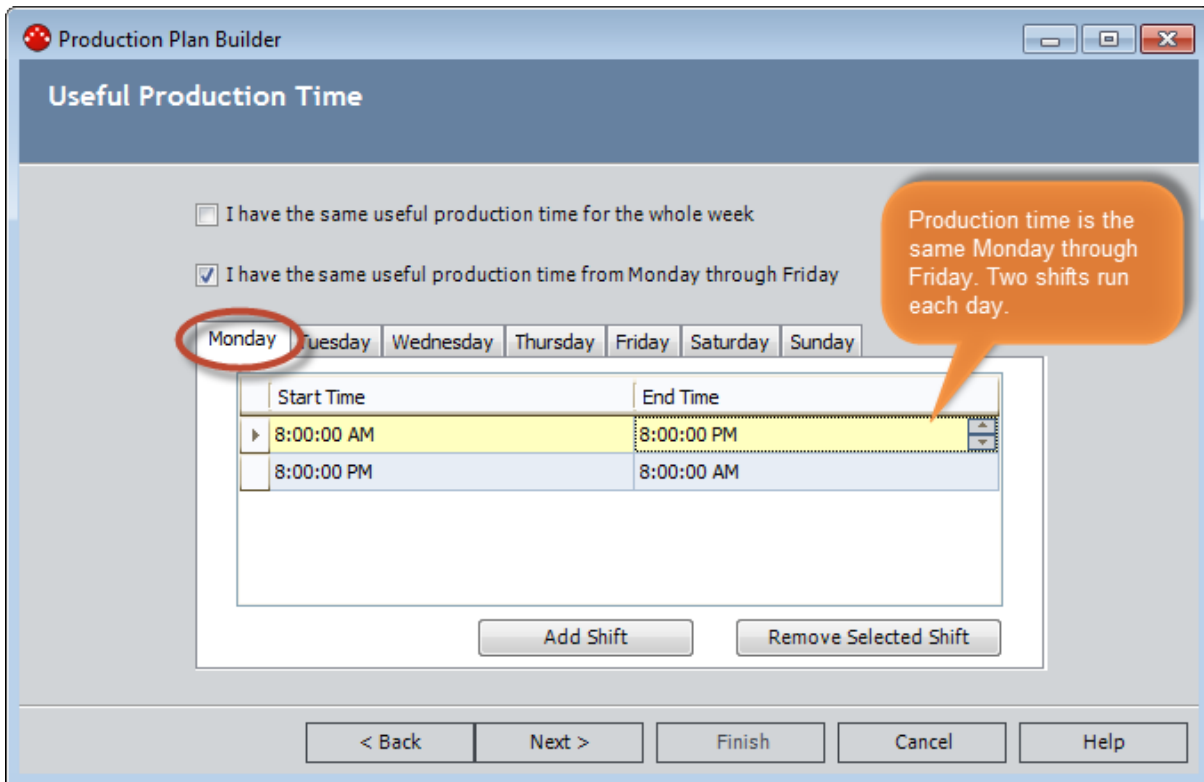 Production Plan Builder
Useful Production Time
I have the same useful production time for the whole week
I have the same useful production time from Monday through Friday
Production time is the
same Monday through
Friday. Two shifts run
each day.
Monday Tuesday Wednesday Thursday Friday Saturday Sunday
Start Time End Time
8:00:00 AM 8:00:00 PM
8:00:00 PM 8:00:00 AM
Add Shift Remove Selected Shift
< Back Next > Finish Cancel Help